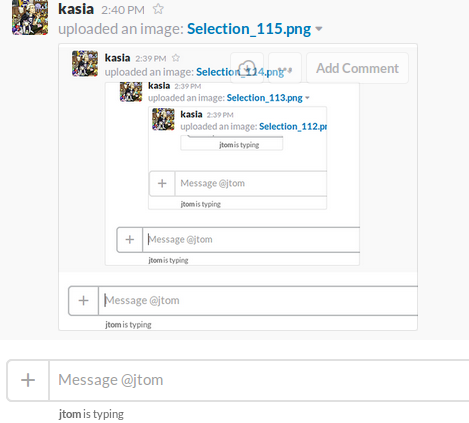 kasia 2:40 PM
uploaded an image: Selection_115.png
kasia 2:39 PM
uploaded an image: Selection_114.png
Add Comment
kasia 2:39 PM
uploaded an image: Selection_113.png
kasia 2:39 PM
uploaded an image: Selection_112.pn
jtom is typing
Message @jtom
jtom is typing
Message @jtom
jtom is typing
Message @jtom
jtom is typing
Message @jtom
jtom is typing